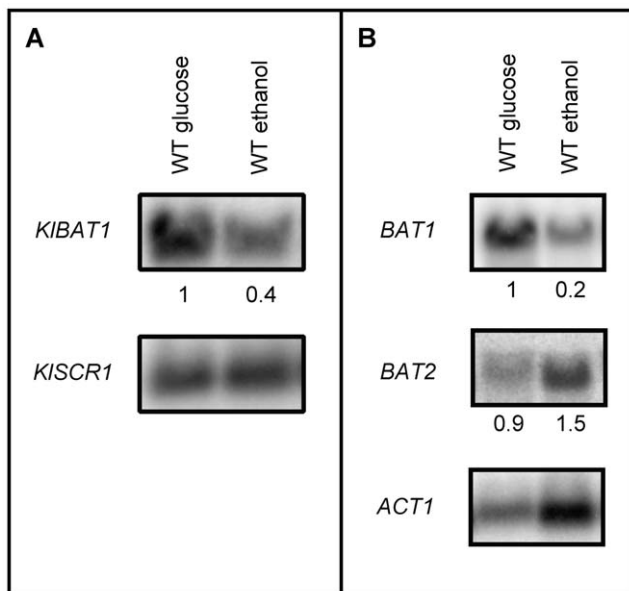 A
WT glucose
WT ethanol
KlBAT1
1 0.4
KlSCR1
B
WT glucose
WT ethanol
BAT1
1 0.2
BAT2
0.9 1.5
ACT1